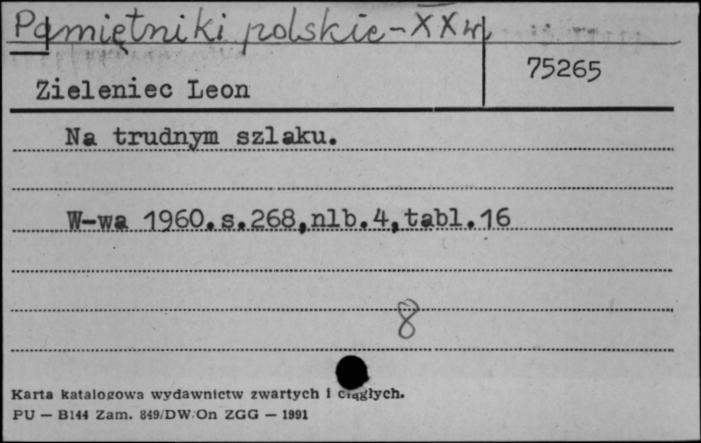 Pamiętniki polskie - XX w.
75265
Zieleniec Leon
Na trudnym szlaku.
W-wa 1960.s.268,nlb.4,tabl.16
8
Karta katalogowa wydawnictw zwartych i ciągłych.
PU — B144 Zam. 849/DW/On ZGG — 1991